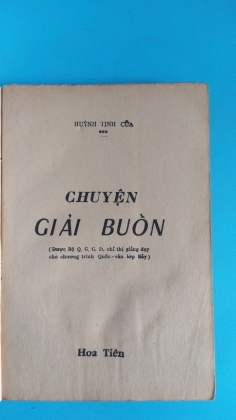 HUỲNH TỊNH CỦA
***
CHUYỆN
GIẢI BUỒN
(Được Bộ Q. G. G. D. chỉ thị giảng dạy
cho chương trình Quốc-văn lớp Bảy)
Hoa Tiên